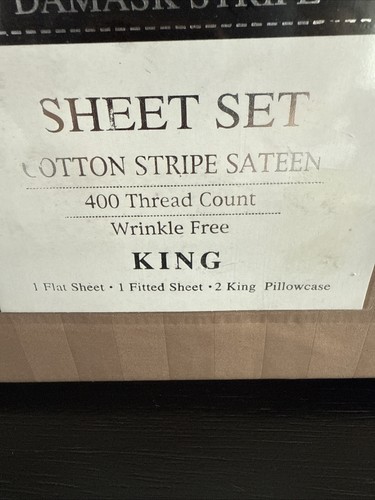 DAMASK STRIPE
SHEET SET
COTTON STRIPE SATEEN
400 Thread Count
Wrinkle Free
KING
1 Flat Sheet • 1 Fitted Sheet • 2 King Pillowcase